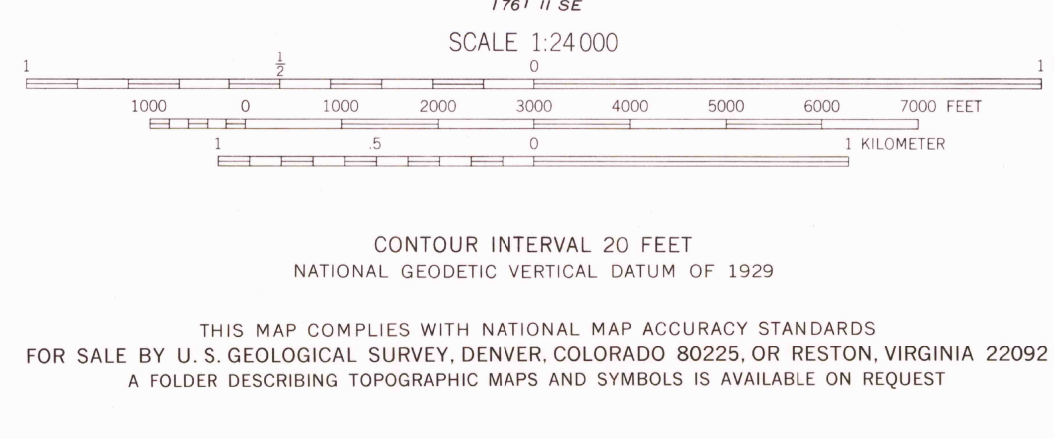 1761 II SE
SCALE 1:24 000
1 1/2 0 1
1000 0 1000 2000 3000 4000 5000 6000 7000 FEET
1 .5 0 1 KILOMETER
CONTOUR INTERVAL 20 FEET
NATIONAL GEODETIC VERTICAL DATUM OF 1929
THIS MAP COMPLIES WITH NATIONAL MAP ACCURACY STANDARDS
FOR SALE BY U. S. GEOLOGICAL SURVEY, DENVER, COLORADO 80225, OR RESTON, VIRGINIA 22092
A FOLDER DESCRIBING TOPOGRAPHIC MAPS AND SYMBOLS IS AVAILABLE ON REQUEST